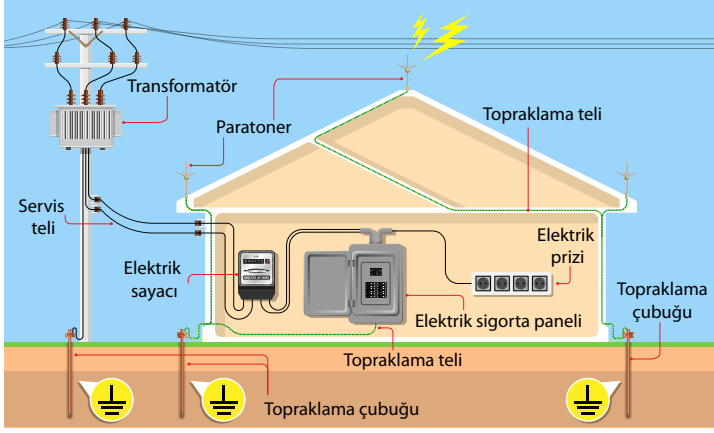 Transformatör
Paratoner
Topraklama teli
Servis
teli
Elektrik
sayacı
Elektrik
prizi
Elektrik sigorta paneli
Topraklama
çubuğu
Topraklama teli
Topraklama çubuğu